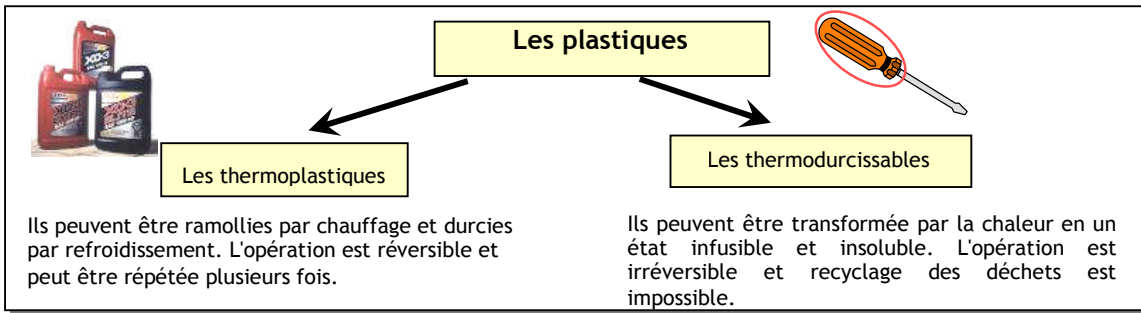 Les plastiques
Les thermoplastiques
Les thermodurcissables
Ils peuvent être ramollies par chauffage et durcies
par refroidissement. L'opération est réversible et
peut être répétée plusieurs fois.
Ils peuvent être transformée par la chaleur en un
état infusible et insoluble. L'opération est
irréversible et recyclage des déchets est
impossible.